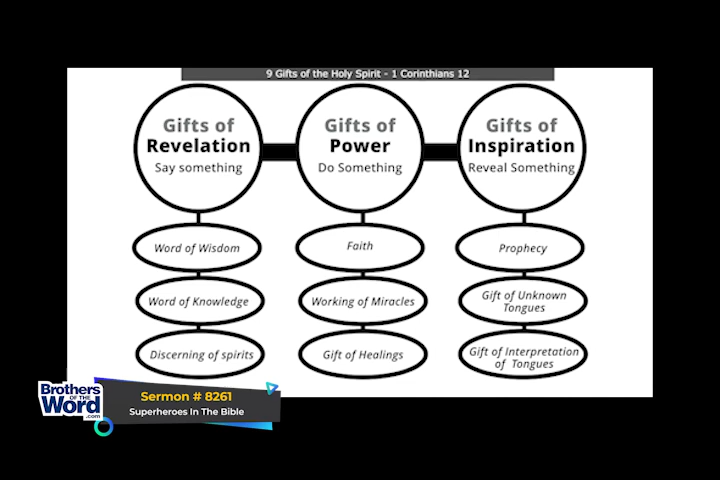 9 Gifts of the Holy Spirit - 1 Corinthians 12
Gifts of
Revelation
Say something
Gifts of
Power
Do Something
Gifts of
Inspiration
Reveal Something
Word of Wisdom
Faith
Prophecy
Word of Knowledge
Working of Miracles
Gift of Unknown
Tongues
Discerning of spirits
Gift of Healings
Gift of Interpretation
of Tongues
Brothers
OF THE
Word
.com
Sermon # 8261
Superheroes In The Bible